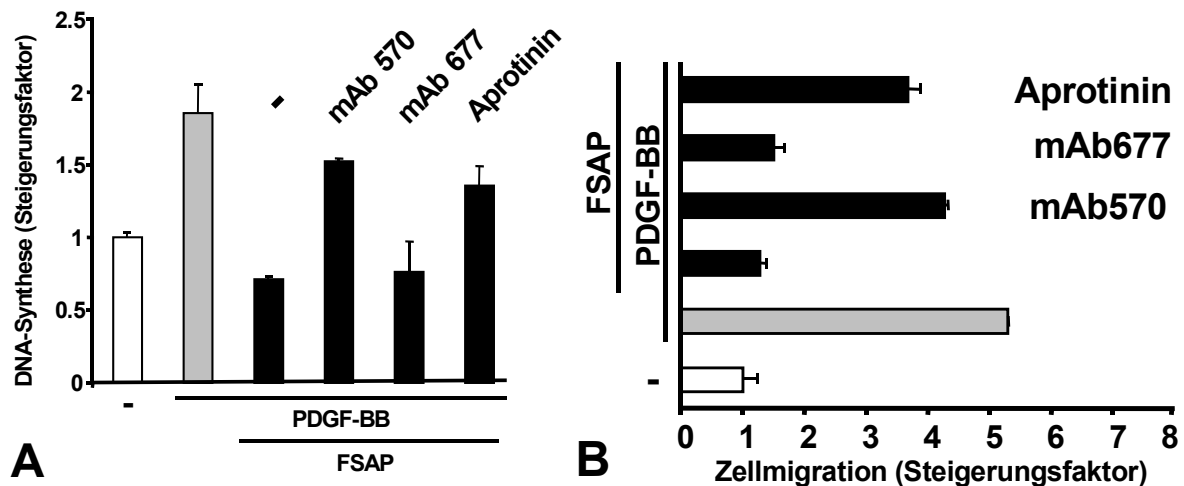 2.5
2
1.5
1
0.5
0
DNA-Synthese (Steigerungsfaktor)
-
mAb 570
mAb 677
Aprotinin
-
PDGF-BB
FSAP
A
FSAP
PDGF-BB
Aprotinin
mAb677
mAb570
-
0 1 2 3 4 5 6 7 8
Zellmigration (Steigerungsfaktor)
B